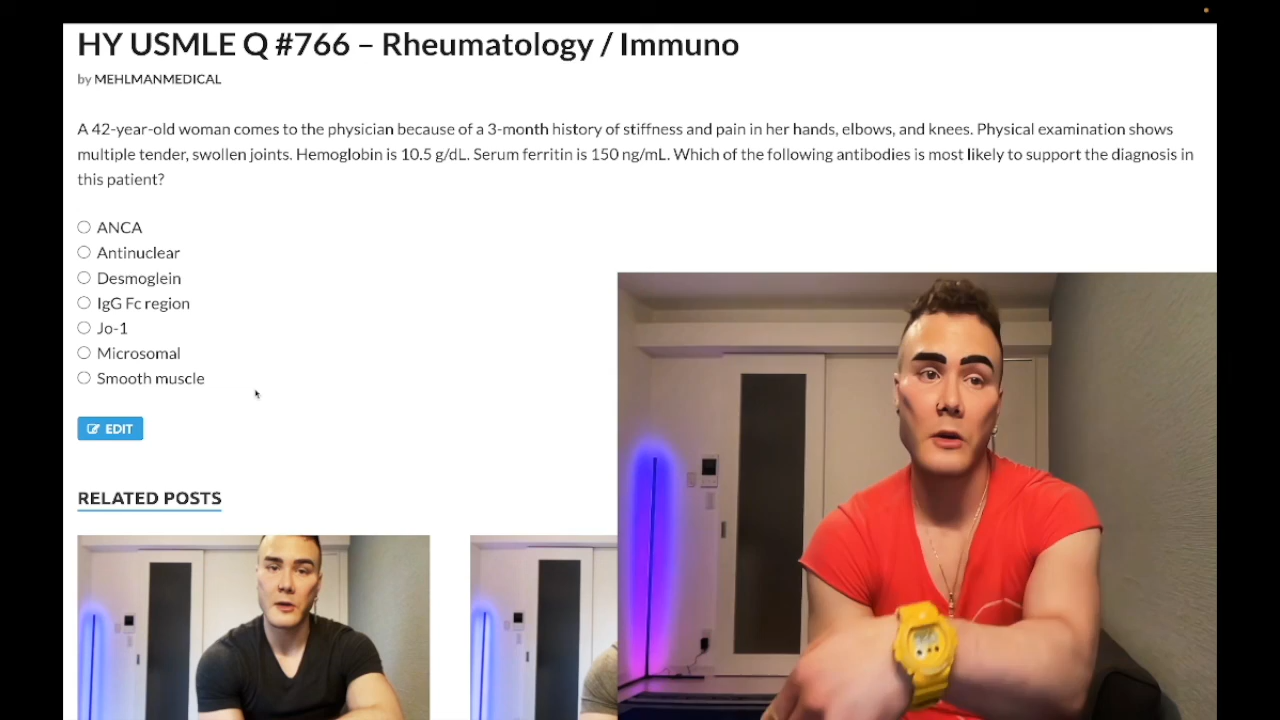 HY USMLE Q #766 – Rheumatology / Immuno
by MEHLMANMEDICAL
A 42-year-old woman comes to the physician because of a 3-month history of stiffness and pain in her hands, elbows, and knees. Physical examination shows
multiple tender, swollen joints. Hemoglobin is 10.5 g/dL. Serum ferritin is 150 ng/mL. Which of the following antibodies is most likely to support the diagnosis in
this patient?
ANCA
Antinuclear
Desmoglein
IgG Fc region
Jo-1
Microsomal
Smooth muscle
EDIT
RELATED POSTS